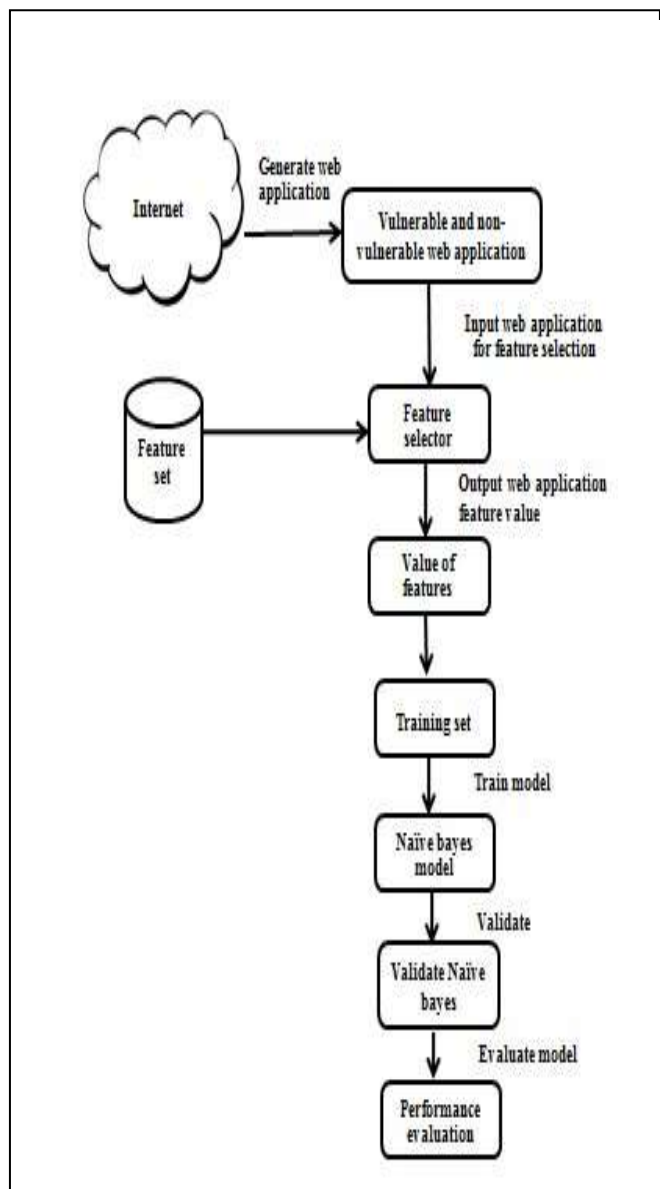 Internet
Generate web
application
Vulnerable and non-
vulnerable web application
Input web application
for feature selection
Feature
set
Feature
selector
Output web application
feature value
Value of
features
Training set
Train model
Naïve bayes
model
Validate
Validate Naïve
bayes
Evaluate model
Performance
evaluation